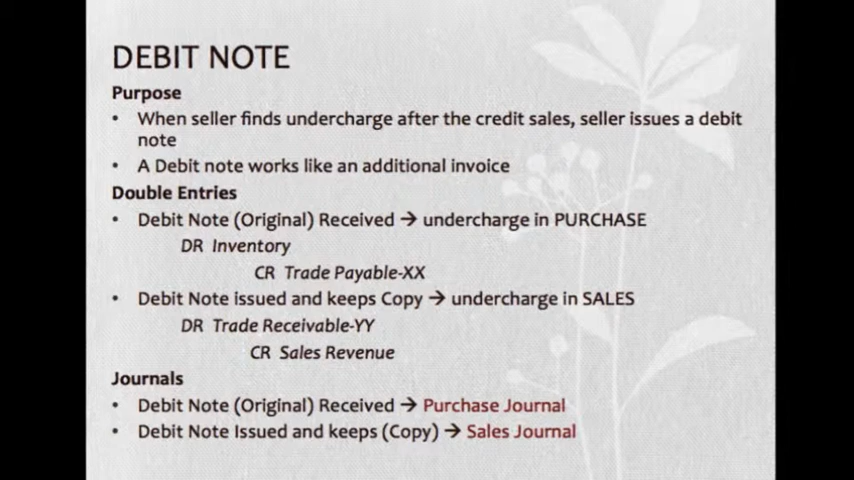 DEBIT NOTE
Purpose
• When seller finds undercharge after the credit sales, seller issues a debit
note
• A Debit note works like an additional invoice
Double Entries
• Debit Note (Original) Received → undercharge in PURCHASE
DR Inventory
CR Trade Payable-XX
• Debit Note issued and keeps Copy → undercharge in SALES
DR Trade Receivable-YY
CR Sales Revenue
Journals
• Debit Note (Original) Received → Purchase Journal
• Debit Note Issued and keeps (Copy) → Sales Journal